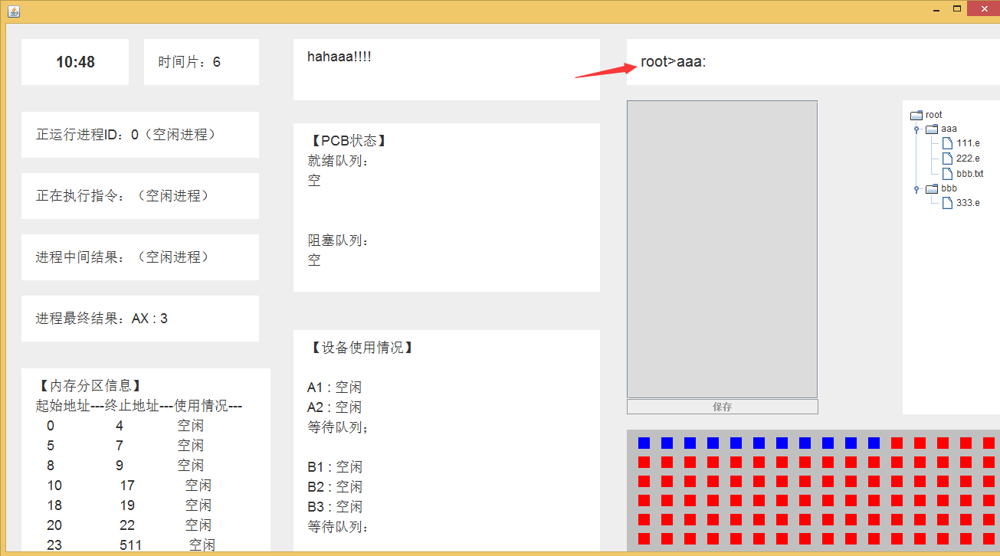 10:48
时间片：6
正运行进程ID：0（空闲进程）
正在执行指令：（空闲进程）
进程中间结果：（空闲进程）
进程最终结果：AX : 3
【内存分区信息】
起始地址---终止地址---使用情况---
0 4 空闲
5 7 空闲
8 9 空闲
10 17 空闲
18 19 空闲
20 22 空闲
23 511 空闲
hahaaa!!!!
【PCB状态】
就绪队列：
空
阻塞队列：
空
【设备使用情况】
A1 : 空闲
A2 : 空闲
等待队列；
B1 : 空闲
B2 : 空闲
B3 : 空闲
等待队列：
root>aaa:
保存
root
aaa
111.e
222.e
bbb.txt
bbb
333.e